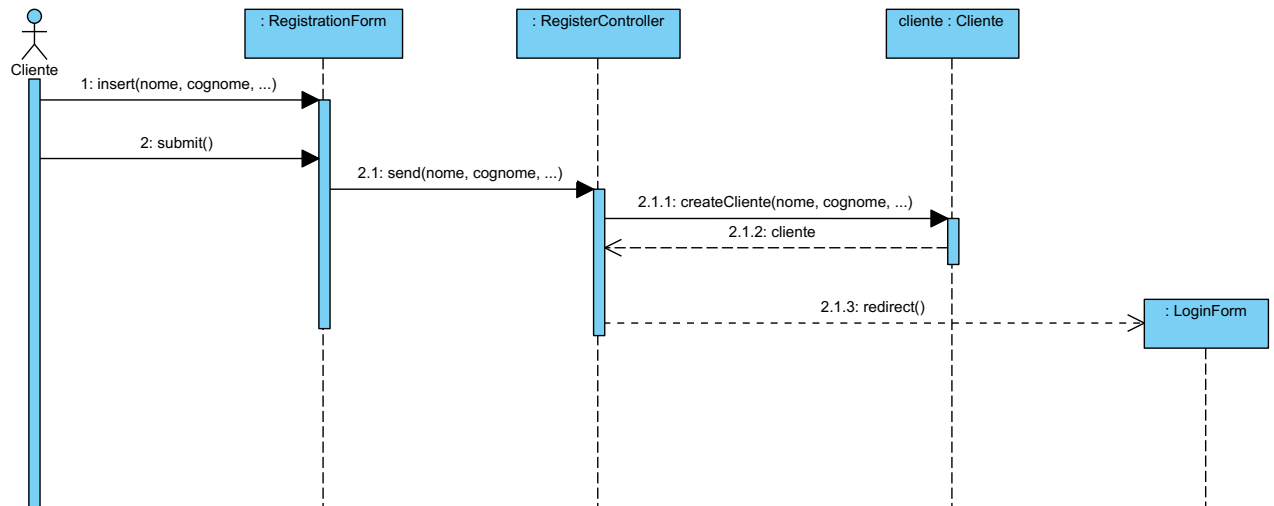 : RegistrationForm
: RegisterController
cliente : Cliente
Cliente
1: insert(nome, cognome, ...)
2: submit()
2.1: send(nome, cognome, ...)
2.1.1: createCliente(nome, cognome, ...)
2.1.2: cliente
2.1.3: redirect()
: LoginForm